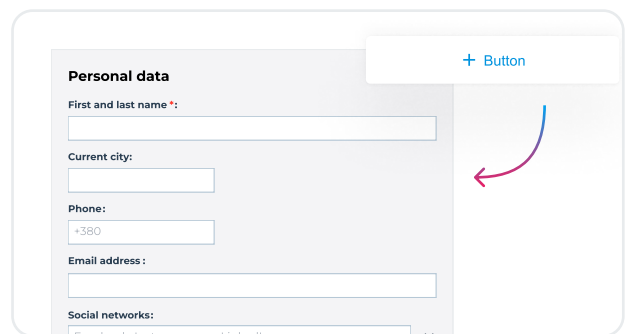 + Button
Personal data
First and last name *:
Current city:
Phone:
+380
Email address :
Social networks: